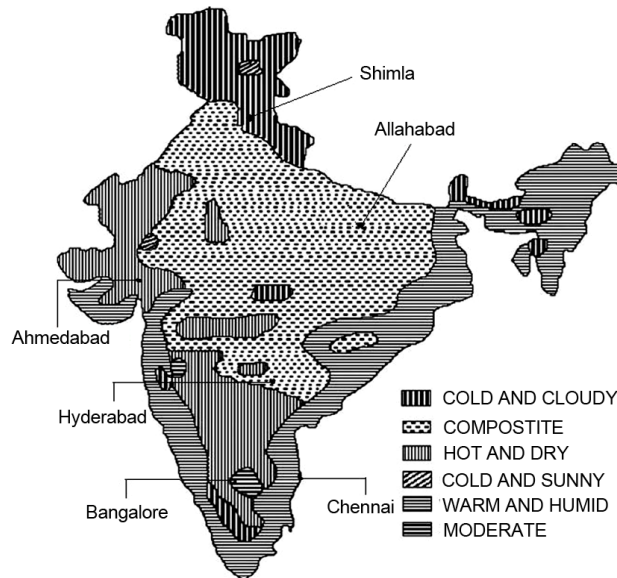 Shimla
Allahabad
Ahmedabad
Hyderabad
Bangalore
Chennai
COLD AND CLOUDY
COMPOSTITE
HOT AND DRY
COLD AND SUNNY
WARM AND HUMID
MODERATE